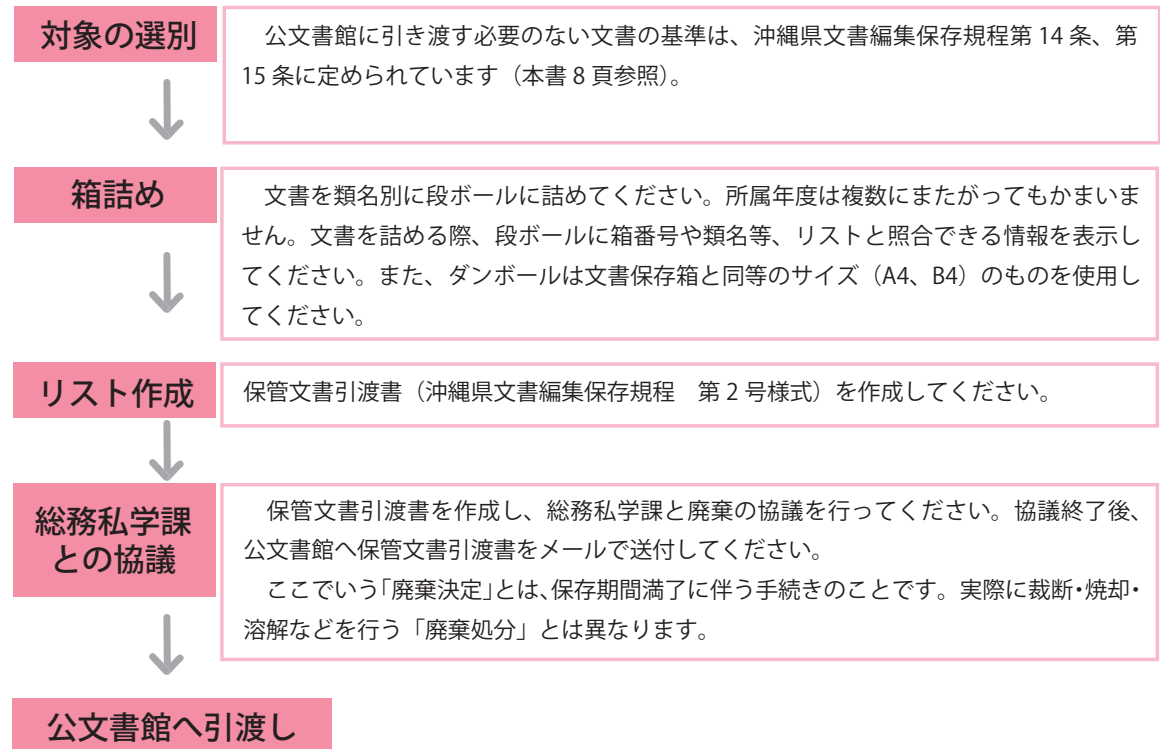 対象の選別
　公文書館に引き渡す必要のない文書の基準は、沖縄県文書編集保存規程第 14 条、第
15 条に定められています（本書 8 頁参照）。
箱詰め
　文書を類名別に段ボールに詰めてください。所属年度は複数にまたがってもかまいま
せん。文書を詰める際、段ボールに箱番号や類名等、リストと照合できる情報を表示し
てください。また、ダンボールは文書保存箱と同等のサイズ（A4、B4）のものを使用し
てください。
リスト作成
保管文書引渡書（沖縄県文書編集保存規程　第 2 号様式）を作成してください。
総務私学課
との協議
　保管文書引渡書を作成し、総務私学課と廃棄の協議を行ってください。協議終了後、
公文書館へ保管文書引渡書をメールで送付してください。
　ここでいう「廃棄決定」とは、保存期間満了に伴う手続きのことです。実際に裁断・焼却・
溶解などを行う「廃棄処分」とは異なります。
公文書館へ引渡し